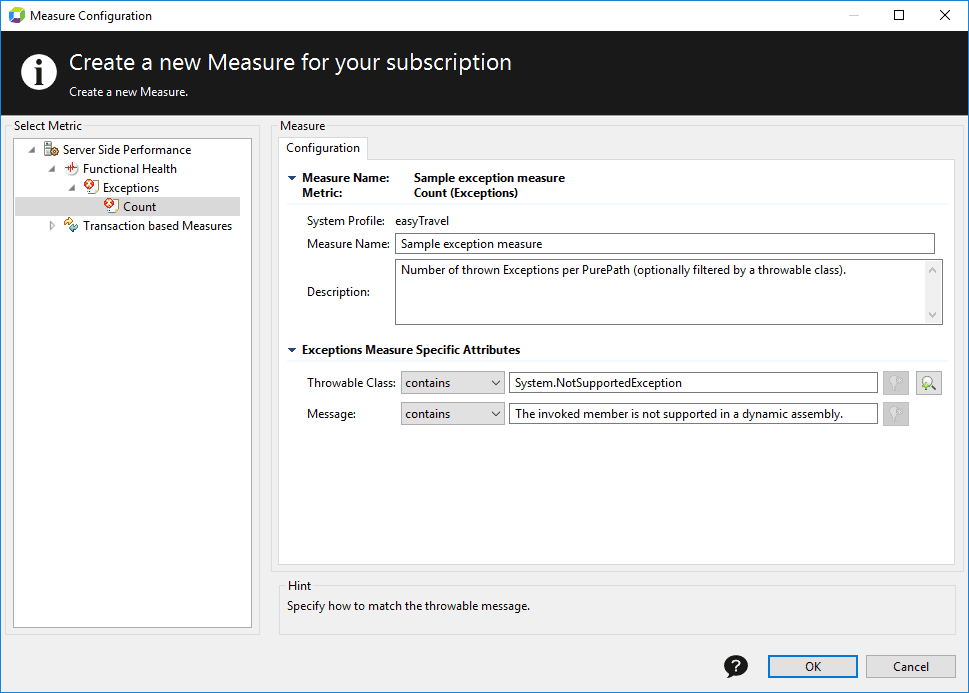 Measure Configuration
Create a new Measure for your subscription
Create a new Measure.
Select Metric
Server Side Performance
Functional Health
Exceptions
Count
Transaction based Measures
Measure
Configuration
Measure Name: Sample exception measure
Metric: Count (Exceptions)
System Profile: easyTravel
Measure Name: Sample exception measure
Description: Number of thrown Exceptions per PurePath (optionally filtered by a throwable class).
Exceptions Measure Specific Attributes
Throwable Class: contains System.NotSupportedException
Message: contains The invoked member is not supported in a dynamic assembly.
Hint
Specify how to match the throwable message.
OK Cancel